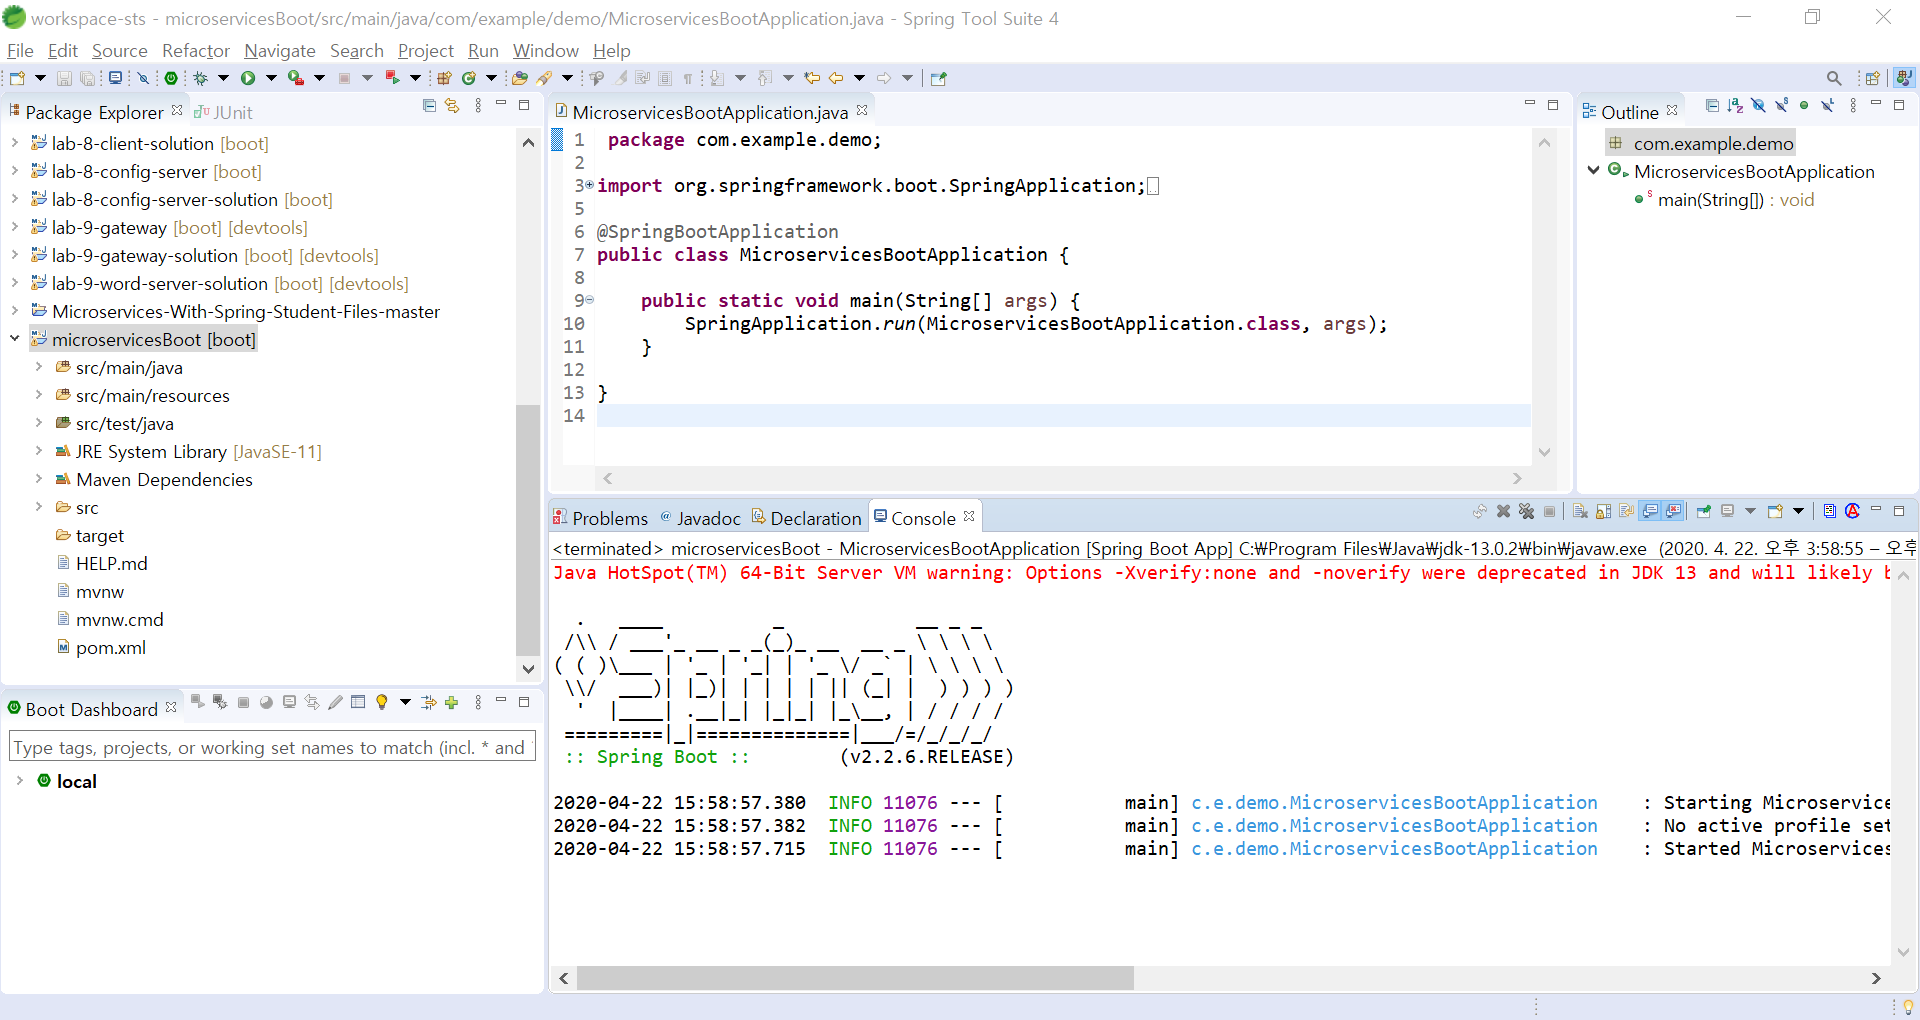 workspace-sts - microservicesBoot/src/main/java/com/example/demo/MicroservicesBootApplication.java - Spring Tool Suite 4
File Edit Source Refactor Navigate Search Project Run Window Help
Package Explorer JUnit
lab-8-client-solution [boot]
lab-8-config-server [boot]
lab-8-config-server-solution [boot]
lab-9-gateway [boot] [devtools]
lab-9-gateway-solution [boot] [devtools]
lab-9-word-server-solution [boot] [devtools]
Microservices-With-Spring-Student-Files-master
microservicesBoot [boot]
src/main/java
src/main/resources
src/test/java
JRE System Library [JavaSE-11]
Maven Dependencies
src
target
HELP.md
mvnw
mvnw.cmd
pom.xml
Boot Dashboard
Type tags, projects, or working set names to match (incl. * and
local
MicroservicesBootApplication.java
1 package com.example.demo;
2
3 import org.springframework.boot.SpringApplication;
5
6 @SpringBootApplication
7 public class MicroservicesBootApplication {
8
9     public static void main(String[] args) {
10         SpringApplication.run(MicroservicesBootApplication.class, args);
11     }
12
13 }
14
Outline
com.example.demo
MicroservicesBootApplication
main(String[]) : void
Problems Javadoc Declaration Console
<terminated> microservicesBoot - MicroservicesBootApplication [Spring Boot App] C:₩Program Files₩Java₩jdk-13.0.2₩bin₩javaw.exe (2020. 4. 22. 오후 3:58:55 – 오후
Java HotSpot(TM) 64-Bit Server VM warning: Options -Xverify:none and -noverify were deprecated in JDK 13 and will likely b
Spring
:: Spring Boot ::        (v2.2.6.RELEASE)
2020-04-22 15:58:57.380  INFO 11076 --- [           main] c.e.demo.MicroservicesBootApplication    : Starting Microservice
2020-04-22 15:58:57.382  INFO 11076 --- [           main] c.e.demo.MicroservicesBootApplication    : No active profile set
2020-04-22 15:58:57.715  INFO 11076 --- [           main] c.e.demo.MicroservicesBootApplication    : Started Microservices